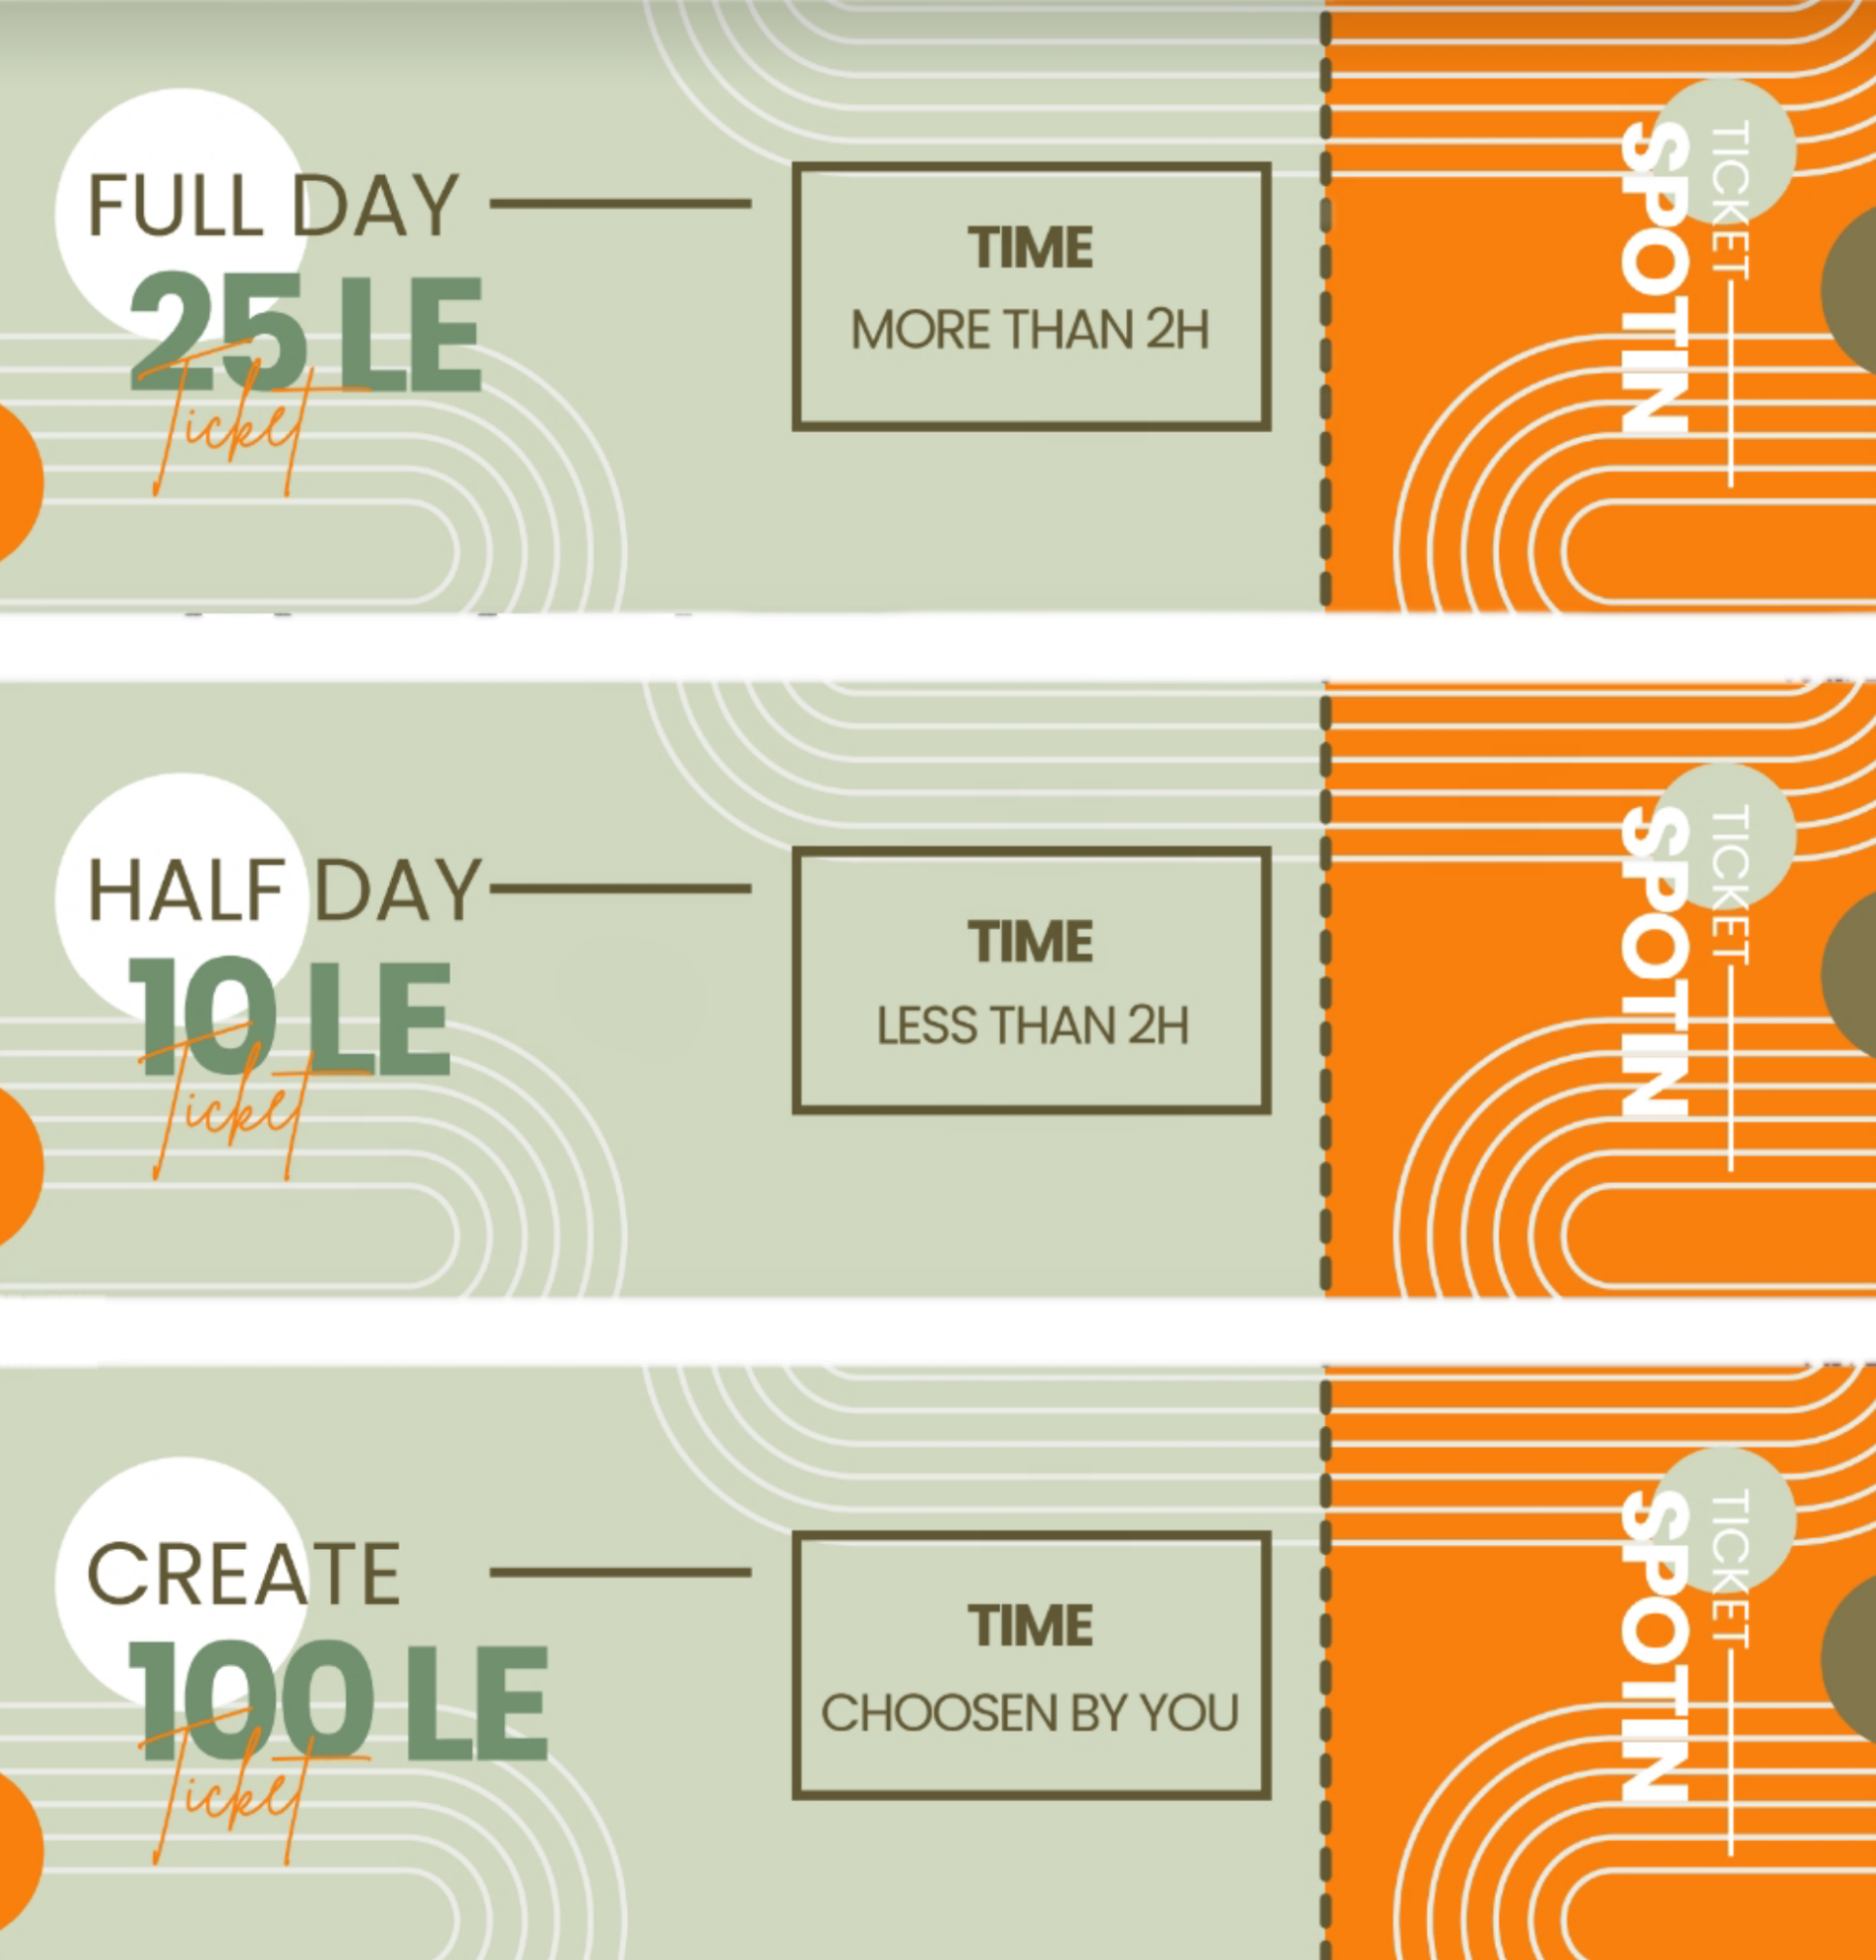 FULL DAY
25 LE
Ticket
TIME
MORE THAN 2H
TICKET
SPOTIN
HALF DAY
10 LE
Ticket
TIME
LESS THAN 2H
TICKET
SPOTIN
CREATE
100 LE
Ticket
TIME
CHOOSEN BY YOU
TICKET
SPOTIN